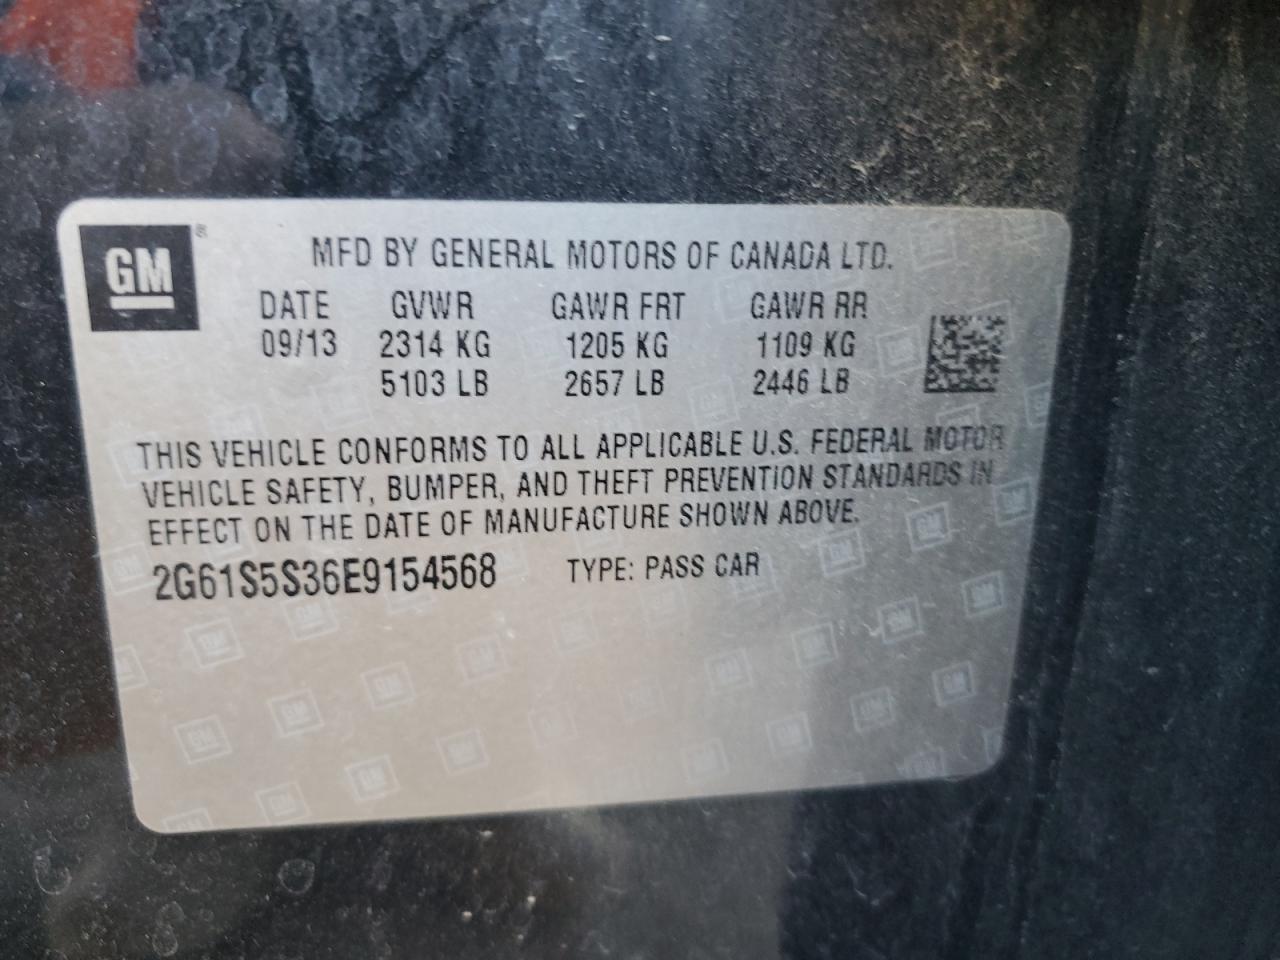 GM
MFD BY GENERAL MOTORS OF CANADA LTD.
DATE GVWR GAWR FRT GAWR RR
09/13 2314 KG 1205 KG 1109 KG
5103 LB 2657 LB 2446 LB
THIS VEHICLE CONFORMS TO ALL APPLICABLE U.S. FEDERAL MOTOR
VEHICLE SAFETY, BUMPER, AND THEFT PREVENTION STANDARDS IN
EFFECT ON THE DATE OF MANUFACTURE SHOWN ABOVE.
2G61S5S36E9154568 TYPE: PASS CAR